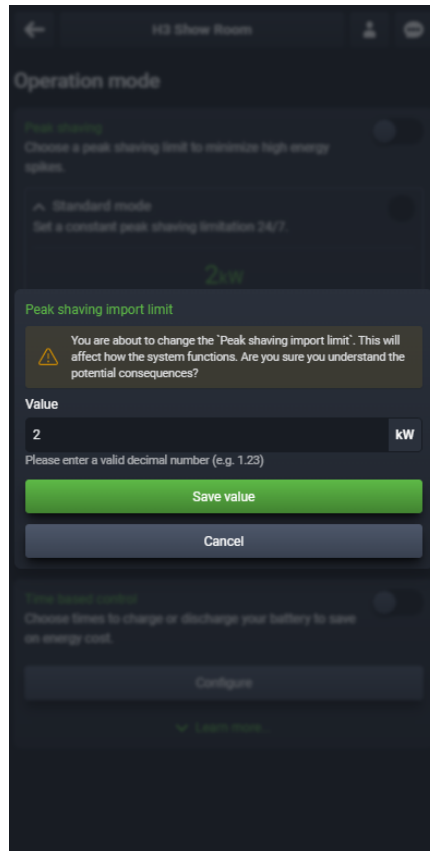 H3 Show Room
Operation mode
Peak shaving
Choose a peak shaving limit to minimize high energy
spikes.
Standard mode
Set a constant peak shaving limitation 24/7.
2kW
Peak shaving import limit
You are about to change the `Peak shaving import limit`. This will
affect how the system functions. Are you sure you understand the
potential consequences?
Value
2
kW
Please enter a valid decimal number (e.g. 1.23)
Save value
Cancel
Time based control
Choose times to charge or discharge your battery to save
on energy cost.
Configure
Learn more...